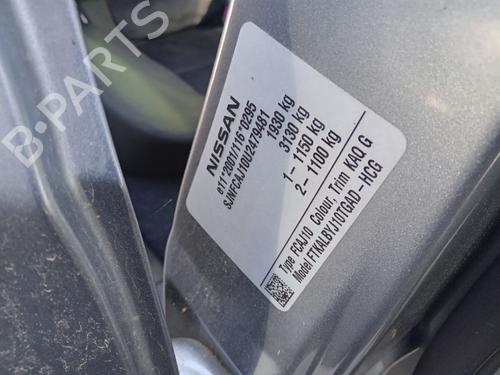 NISSAN
e11*2001/116*0295
SJNFCAJ10U2479481
1930 kg
3130 kg
1- 1150 kg
2- 1100 kg
Type FCAJ10 Colour, Trim KAQ G
Model FTKALBYJ10TGAD-HCG
B-PARTS